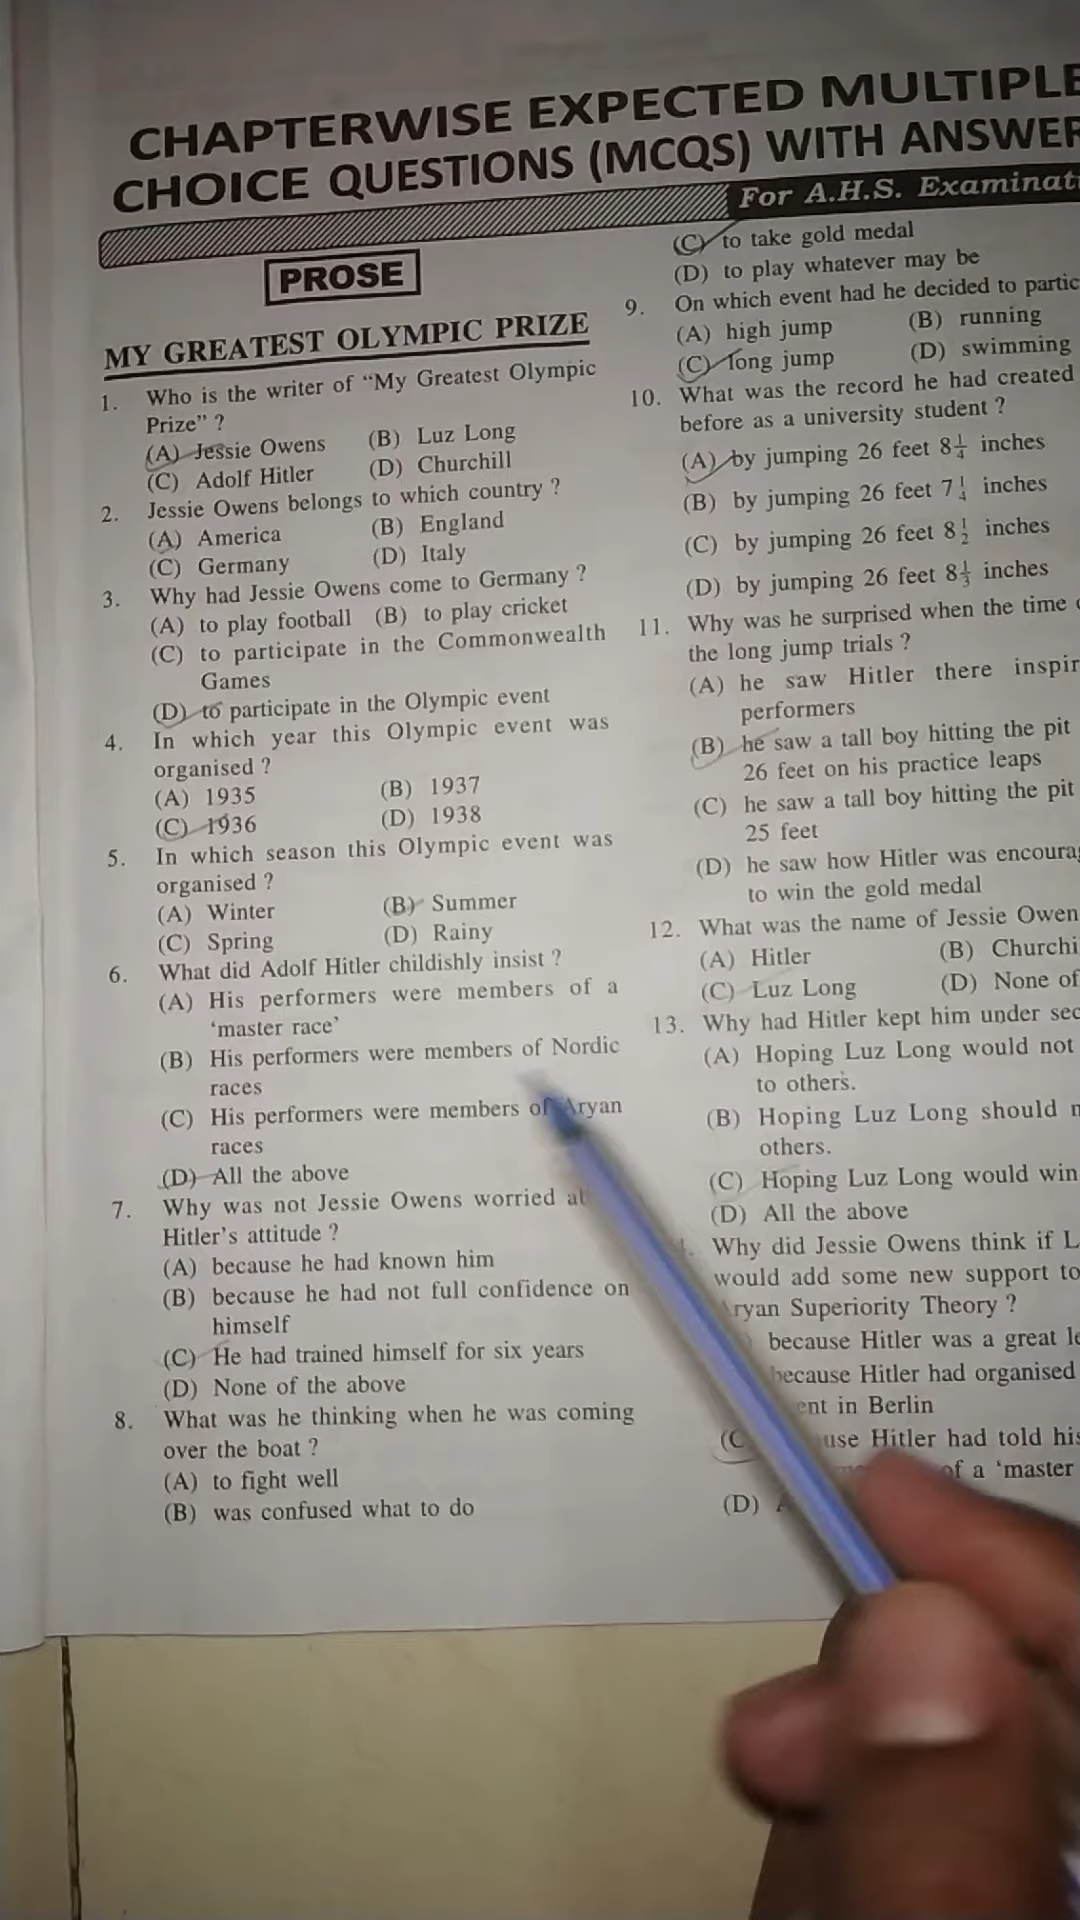 CHAPTERWISE EXPECTED MULTIPLE
CHOICE QUESTIONS (MCQS) WITH ANSWER
For A.H.S. Examinat
PROSE
MY GREATEST OLYMPIC PRIZE
1. Who is the writer of “My Greatest Olympic
Prize” ?
(A) Jessie Owens (B) Luz Long
(C) Adolf Hitler (D) Churchill
2. Jessie Owens belongs to which country ?
(A) America (B) England
(C) Germany (D) Italy
3. Why had Jessie Owens come to Germany ?
(A) to play football (B) to play cricket
(C) to participate in the Commonwealth
Games
(D) to participate in the Olympic event
4. In which year this Olympic event was
organised ?
(A) 1935 (B) 1937
(C) 1936 (D) 1938
5. In which season this Olympic event was
organised ?
(A) Winter (B) Summer
(C) Spring (D) Rainy
6. What did Adolf Hitler childishly insist ?
(A) His performers were members of a
‘master race’
(B) His performers were members of Nordic
races
(C) His performers were members of Aryan
races
(D) All the above
7. Why was not Jessie Owens worried
Hitler’s attitude ?
(A) because he had known him
(B) because he had not full confidence on
himself
(C) He had trained himself for six years
(D) None of the above
8. What was he thinking when he was coming
over the boat ?
(A) to fight well
(B) was confused what to do
(C) to take gold medal
(D) to play whatever may be
9. On which event had he decided to partic
(A) high jump (B) running
(C) long jump (D) swimming
10. What was the record he had created
before as a university student ?
(A) by jumping 26 feet 8 1/4 inches
(B) by jumping 26 feet 7 1/4 inches
(C) by jumping 26 feet 8 1/2 inches
(D) by jumping 26 feet 8 1/3 inches
11. Why was he surprised when the time
the long jump trials ?
(A) he saw Hitler there inspir
performers
(B) he saw a tall boy hitting the pit
26 feet on his practice leaps
(C) he saw a tall boy hitting the pit
25 feet
(D) he saw how Hitler was encourag
to win the gold medal
12. What was the name of Jessie Owen
(A) Hitler (B) Churchi
(C) Luz Long (D) None of
13. Why had Hitler kept him under sec
(A) Hoping Luz Long would not
to others.
(B) Hoping Luz Long should
others.
(C) Hoping Luz Long would win
(D) All the above
Why did Jessie Owens think if L
would add some new support to
Aryan Superiority Theory ?
because Hitler was a great le
because Hitler had organised
in Berlin
Hitler had told his
of a ‘master
(D)